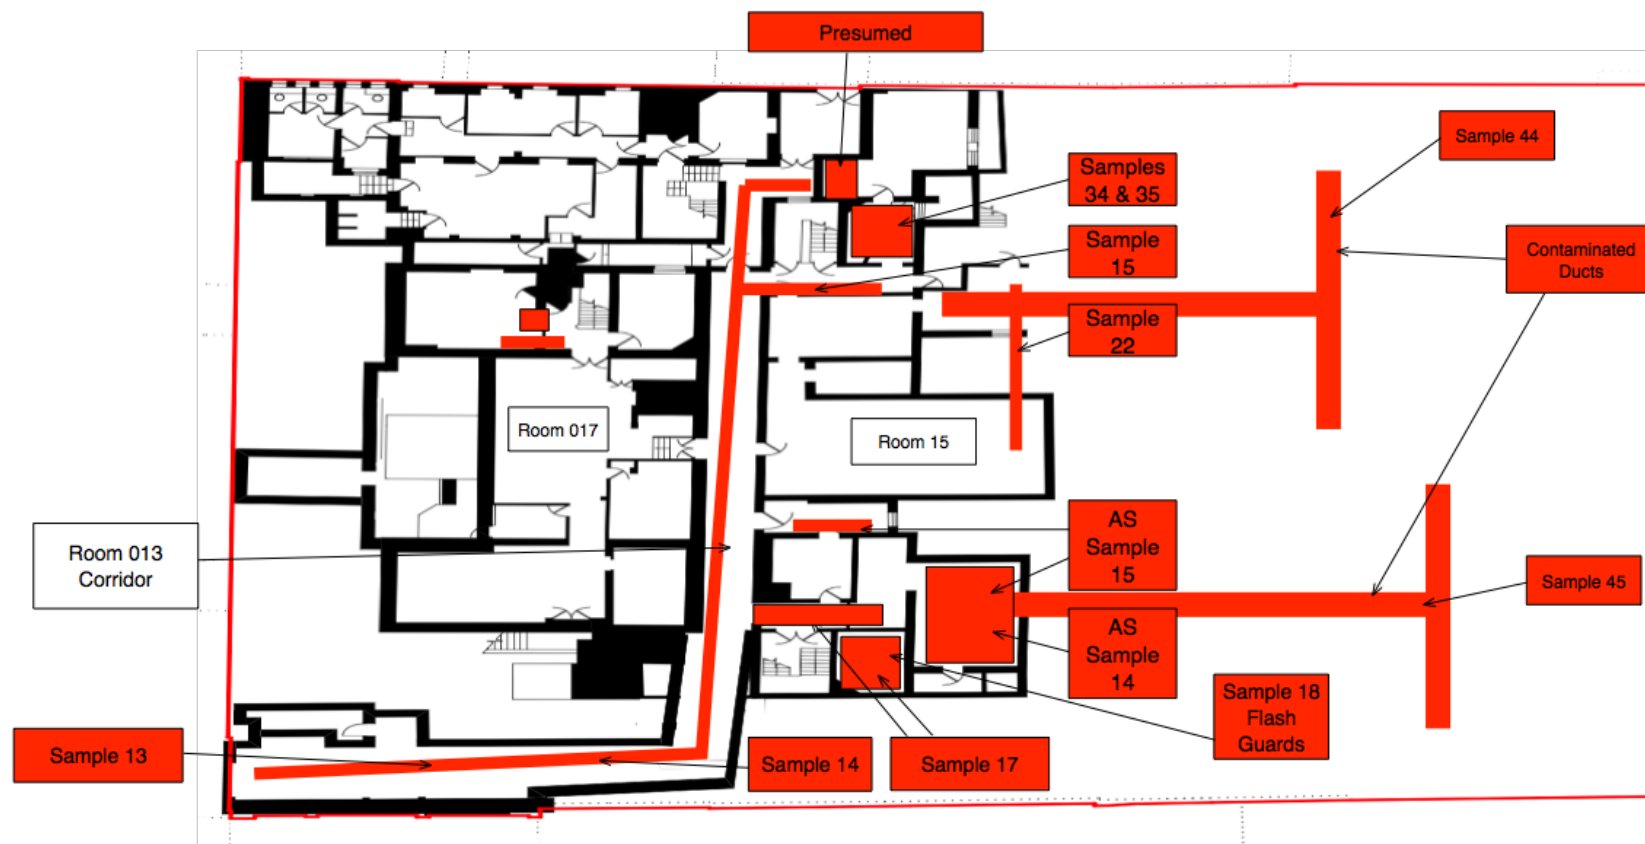 Presumed
Sample 44
Samples
34 & 35
Sample
15
Contaminated
Ducts
Sample
22
Room 017
Room 15
Room 013
Corridor
AS
Sample
15
Sample 45
AS
Sample
14
Sample 18
Flash
Guards
Sample 13
Sample 14
Sample 17